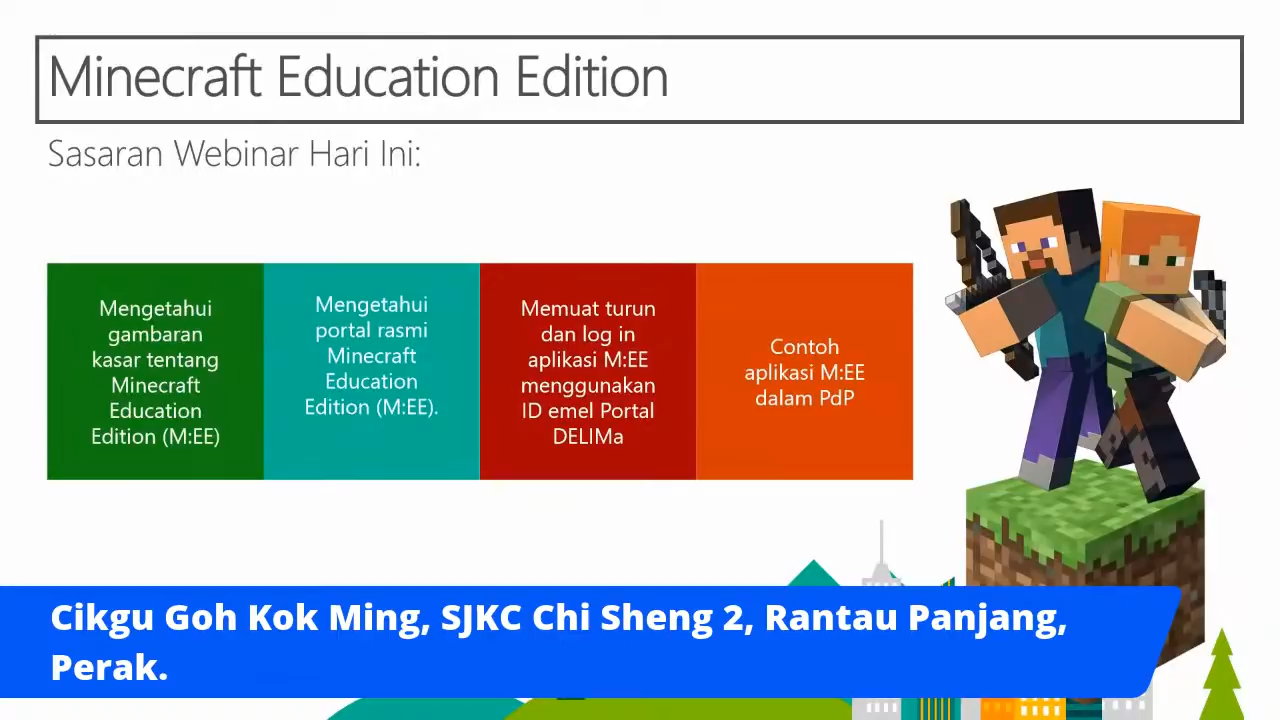 Minecraft Education Edition
Sasaran Webinar Hari Ini:
Mengetahui
gambaran
kasar tentang
Minecraft
Education
Edition (M:EE)
Mengetahui
portal rasmi
Minecraft
Education
Edition (M:EE).
Memuat turun
dan log in
aplikasi M:EE
menggunakan
ID emel Portal
DELIMa
Contoh
aplikasi M:EE
dalam PdP
Cikgu Goh Kok Ming, SJKC Chi Sheng 2, Rantau Panjang,
Perak.